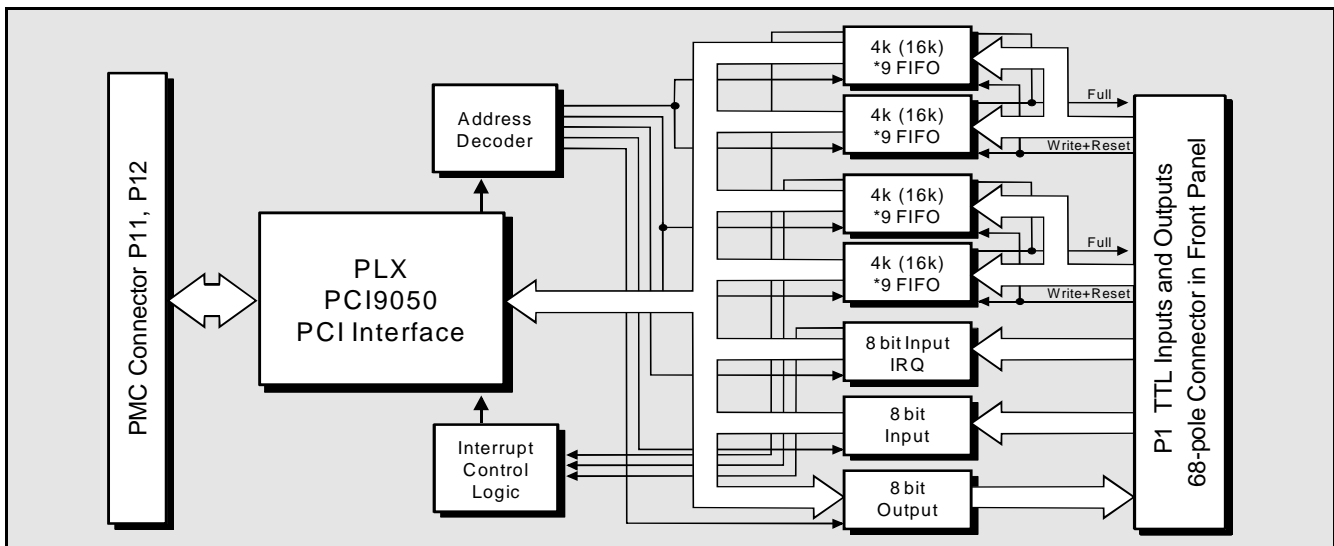 PMC Connector P11, P12
Address
Decoder
PLX
PCI9050
PCI Interface
Interrupt
Control
Logic
4k (16k)
*9 FIFO
4k (16k)
*9 FIFO
4k (16k)
*9 FIFO
4k (16k)
*9 FIFO
8 bit Input
IRQ
8 bit
Input
8 bit
Output
Full
Write+Reset
Full
Write+Reset
P1 TTL Inputs and Outputs
68-pole Connector in Front Panel